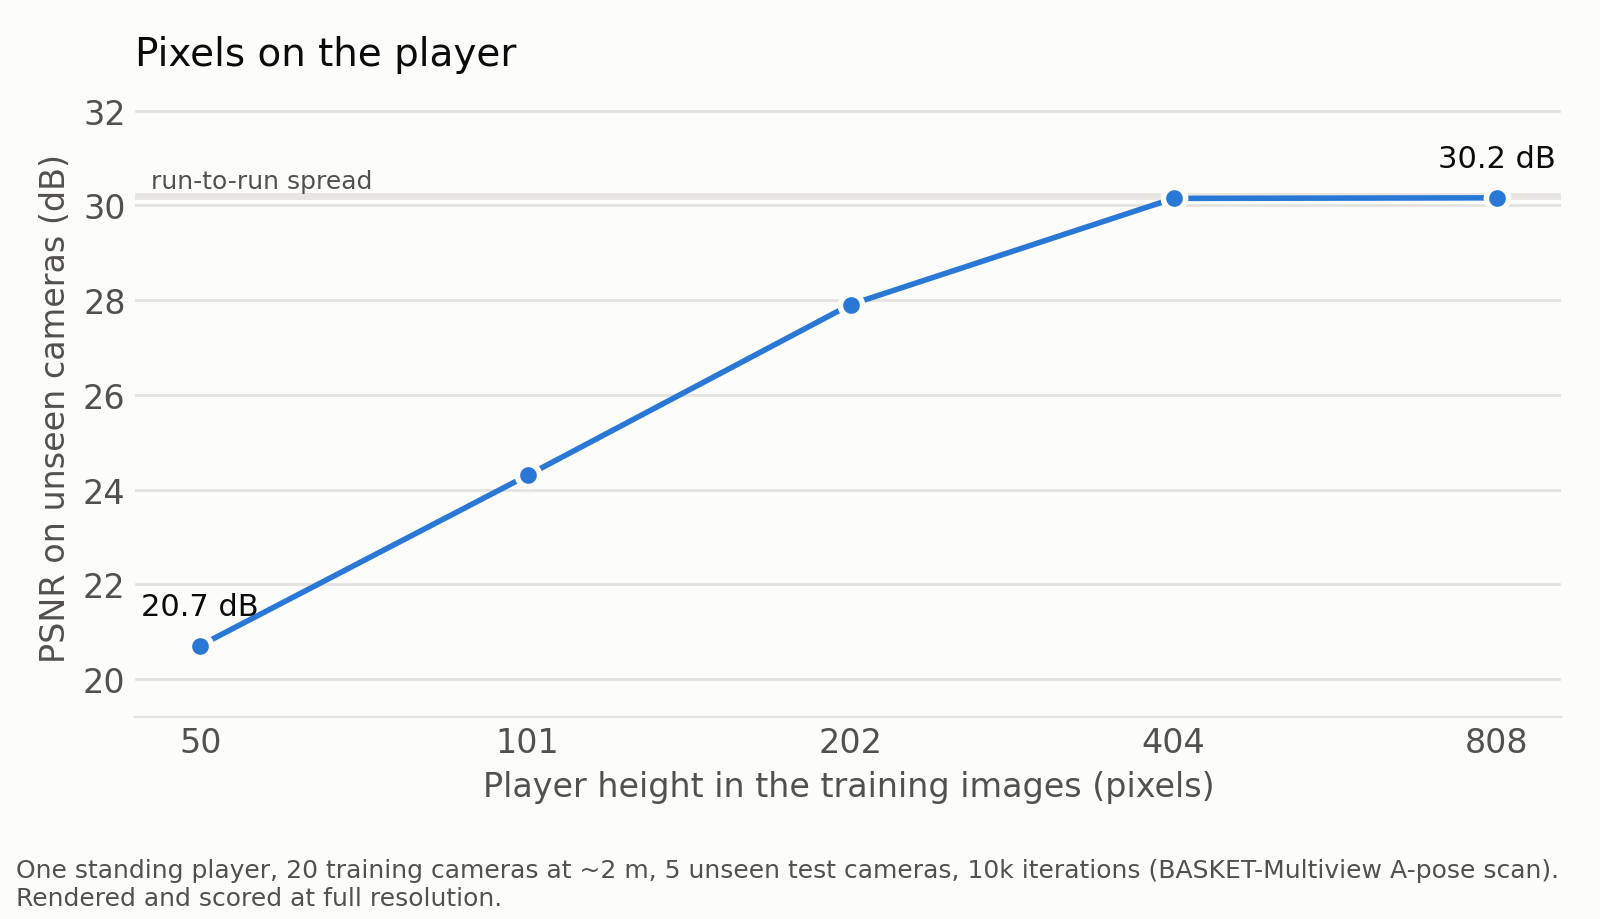 Pixels on the player
PSNR on unseen cameras (dB)
32
30
28
26
24
22
20
run-to-run spread
30.2 dB
20.7 dB
50
101
202
404
808
Player height in the training images (pixels)
One standing player, 20 training cameras at ~2 m, 5 unseen test cameras, 10k iterations (BASKET-Multiview A-pose scan).
Rendered and scored at full resolution.